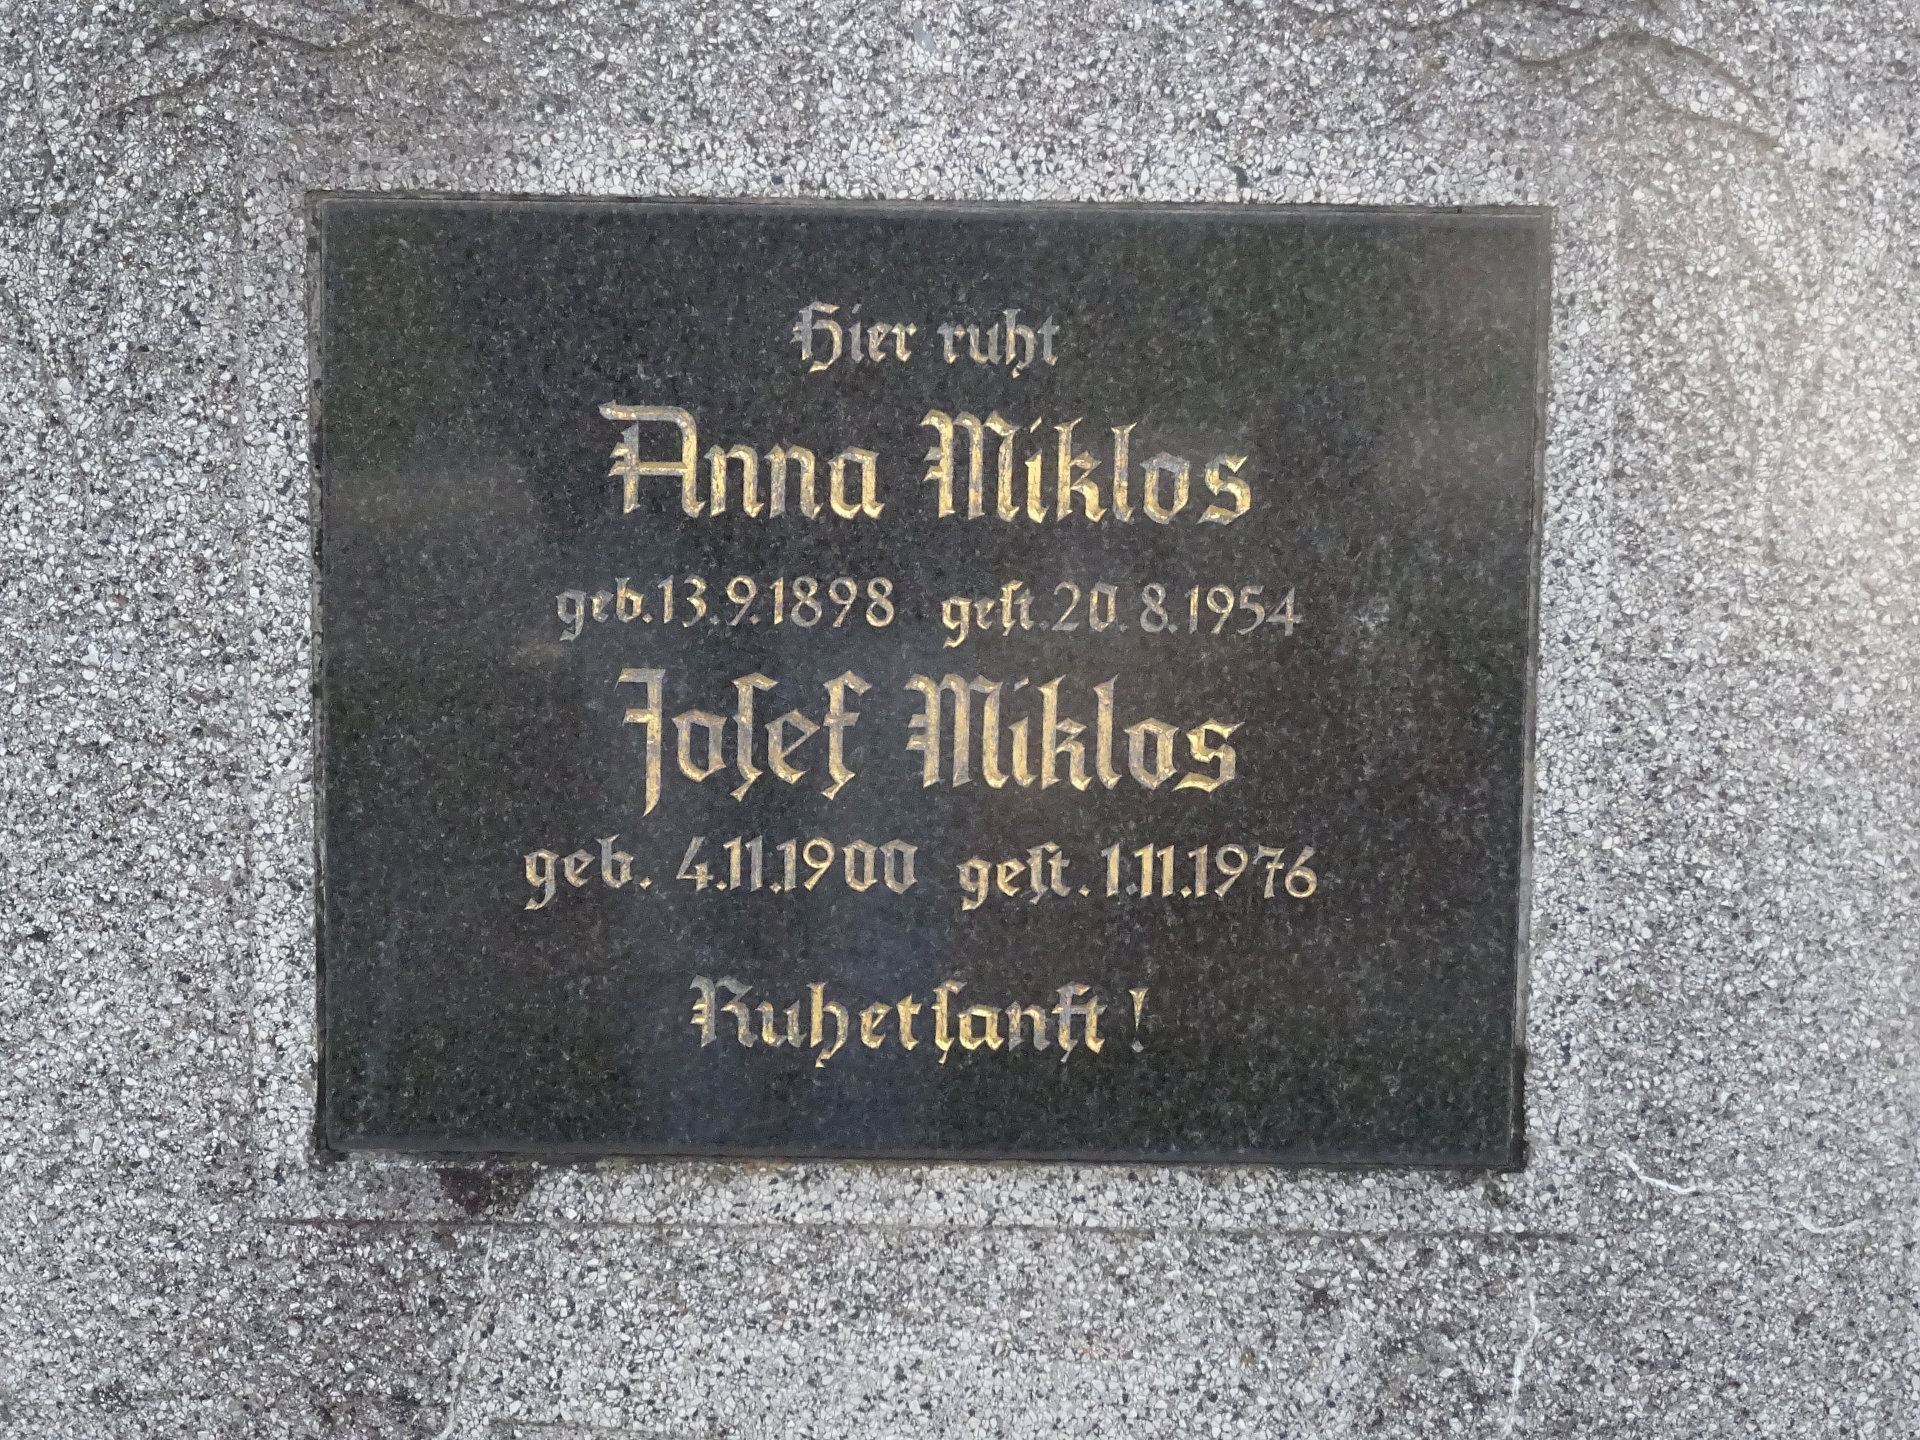 Hier ruht
Anna Miklos
geb. 13.9.1898 gest. 20.8.1954
Josef Miklos
geb. 4.11.1900 gest. 1.11.1976
Ruhet sanft!